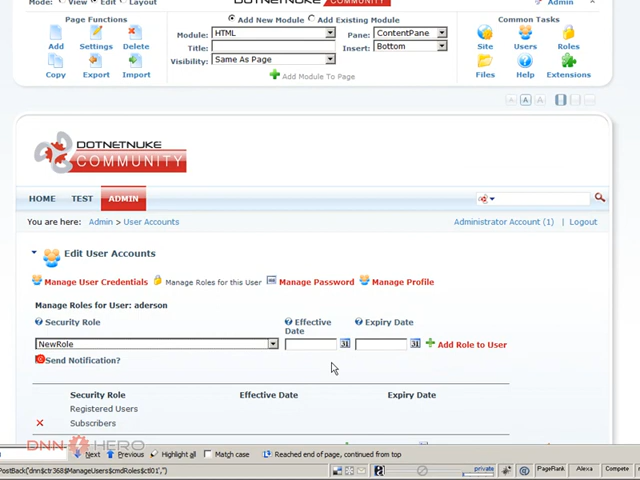 Mode: View Edit Layout
DOTNETNUKE
COMMUNITY
Admin
Page Functions
Add Settings Delete
Copy Export Import
Add New Module Add Existing Module
Module: HTML Pane: ContentPane
Title: Insert: Bottom
Visibility: Same As Page
Add Module To Page
Common Tasks
Site Users Roles
Files Help Extensions
A A A
DOTNETNUKE
COMMUNITY
HOME TEST ADMIN
You are here: Admin > User Accounts
Administrator Account (1) | Logout
Edit User Accounts
Manage User Credentials Manage Roles for this User Manage Password Manage Profile
Manage Roles for User: aderson
Security Role Effective Date Expiry Date
NewRole 31 31 Add Role to User
Send Notification?
Security Role Effective Date Expiry Date
Registered Users
Subscribers
DNN HERO
Next Previous Highlight all Match case Reached end of page, continued from top
PostBack('dnn$ctr368$ManageUsers$cmdRoles$ctl01','')
private PageRank Alexa Compete